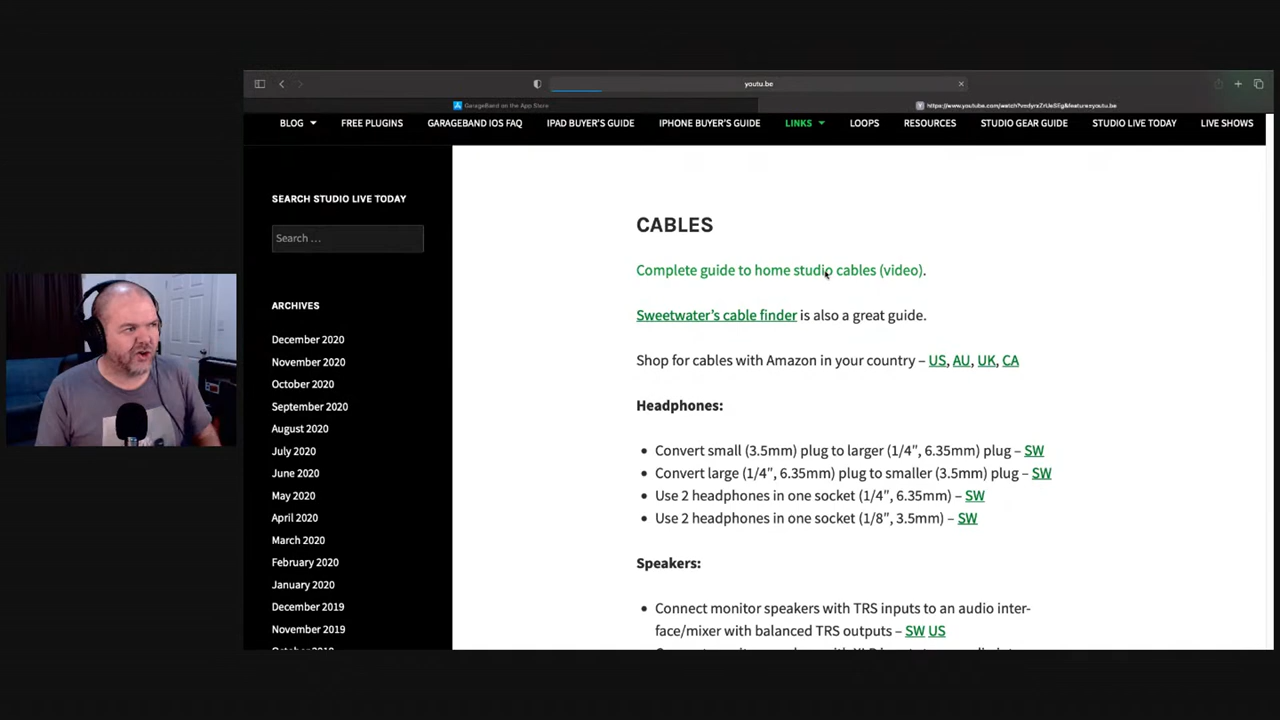 youtu.be
GarageBand on the App Store
BLOG FREE PLUGINS GARAGEBAND IOS FAQ IPAD BUYER'S GUIDE IPHONE BUYER'S GUIDE LINKS LOOPS RESOURCES STUDIO GEAR GUIDE STUDIO LIVE TODAY LIVE SHOWS
SEARCH STUDIO LIVE TODAY
Search …
ARCHIVES
December 2020
November 2020
October 2020
September 2020
August 2020
July 2020
June 2020
May 2020
April 2020
March 2020
February 2020
January 2020
December 2019
November 2019
CABLES
Complete guide to home studio cables (video).
Sweetwater's cable finder is also a great guide.
Shop for cables with Amazon in your country – US, AU, UK, CA
Headphones:
• Convert small (3.5mm) plug to larger (1/4″, 6.35mm) plug – SW
• Convert large (1/4″, 6.35mm) plug to smaller (3.5mm) plug – SW
• Use 2 headphones in one socket (1/4″, 6.35mm) – SW
• Use 2 headphones in one socket (1/8″, 3.5mm) – SW
Speakers:
• Connect monitor speakers with TRS inputs to an audio inter-
face/mixer with balanced TRS outputs – SW US